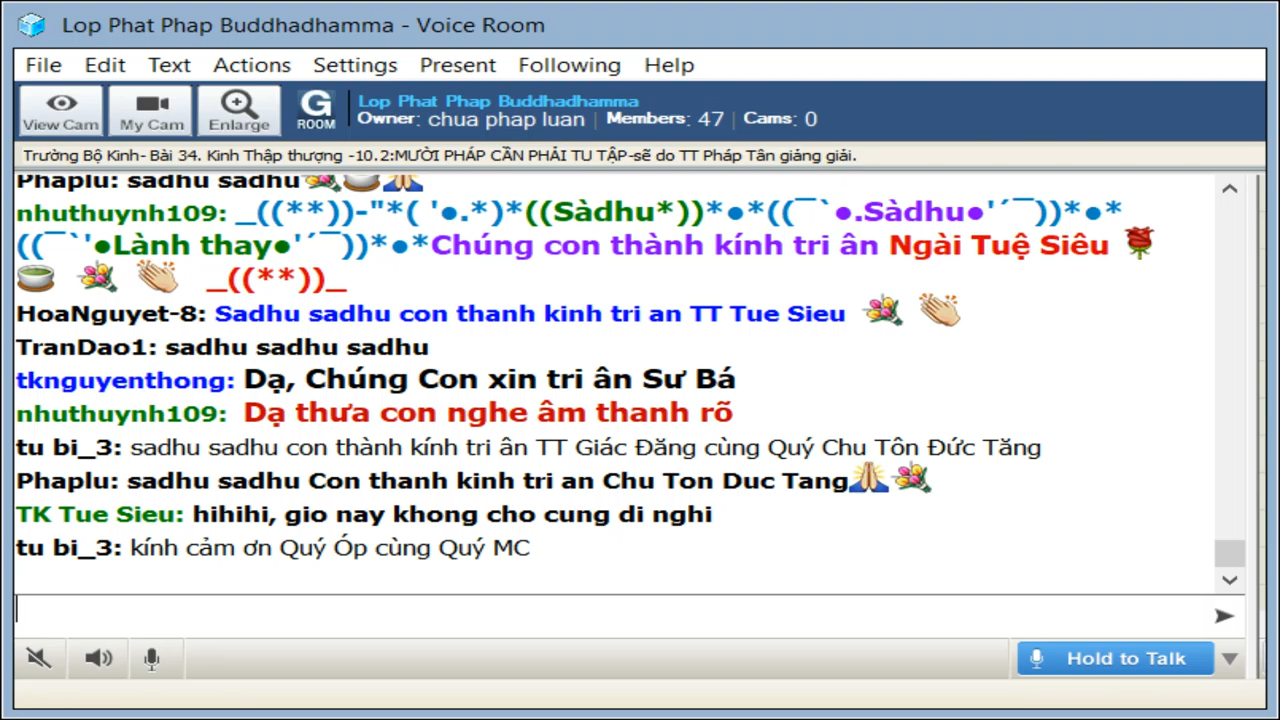 Lop Phat Phap Buddhadhamma - Voice Room
File Edit Text Actions Settings Present Following Help
View Cam My Cam Enlarge G ROOM Lop Phat Phap Buddhadhamma
Owner: chua phap luan | Members: 47 | Cams: 0
Trường Bộ Kinh- Bài 34. Kinh Thập thượng -10.2:MƯỜI PHÁP CẦN PHẢI TU TẬP-sẽ do TT Pháp Tân giảng giải.
Phaplu: sadhu sadhu💐🍵🙏
nhuthuynh109: _((**))-"*( '●.*)*((Sàdhu*))*●*((¯`●.Sàdhu●'´¯))*●*
((¯`'●Lành thay●'´¯))*●*Chúng con thành kính tri ân Ngài Tuệ Siêu 🌹
🍵 💐 👏 _((**))_
HoaNguyet-8: Sadhu sadhu con thanh kinh tri an TT Tue Sieu 💐 👏
TranDao1: sadhu sadhu sadhu
tknguyenthong: Dạ, Chúng Con xin tri ân Sư Bá
nhuthuynh109: Dạ thưa con nghe âm thanh rõ
tu bi_3: sadhu sadhu con thành kính tri ân TT Giác Đăng cùng Quý Chu Tôn Đức Tăng
Phaplu: sadhu sadhu Con thanh kinh tri an Chu Ton Duc Tang🙏💐
TK Tue Sieu: hihihi, gio nay khong cho cung di nghi
tu bi_3: kính cảm ơn Quý Óp cùng Quý MC
Hold to Talk